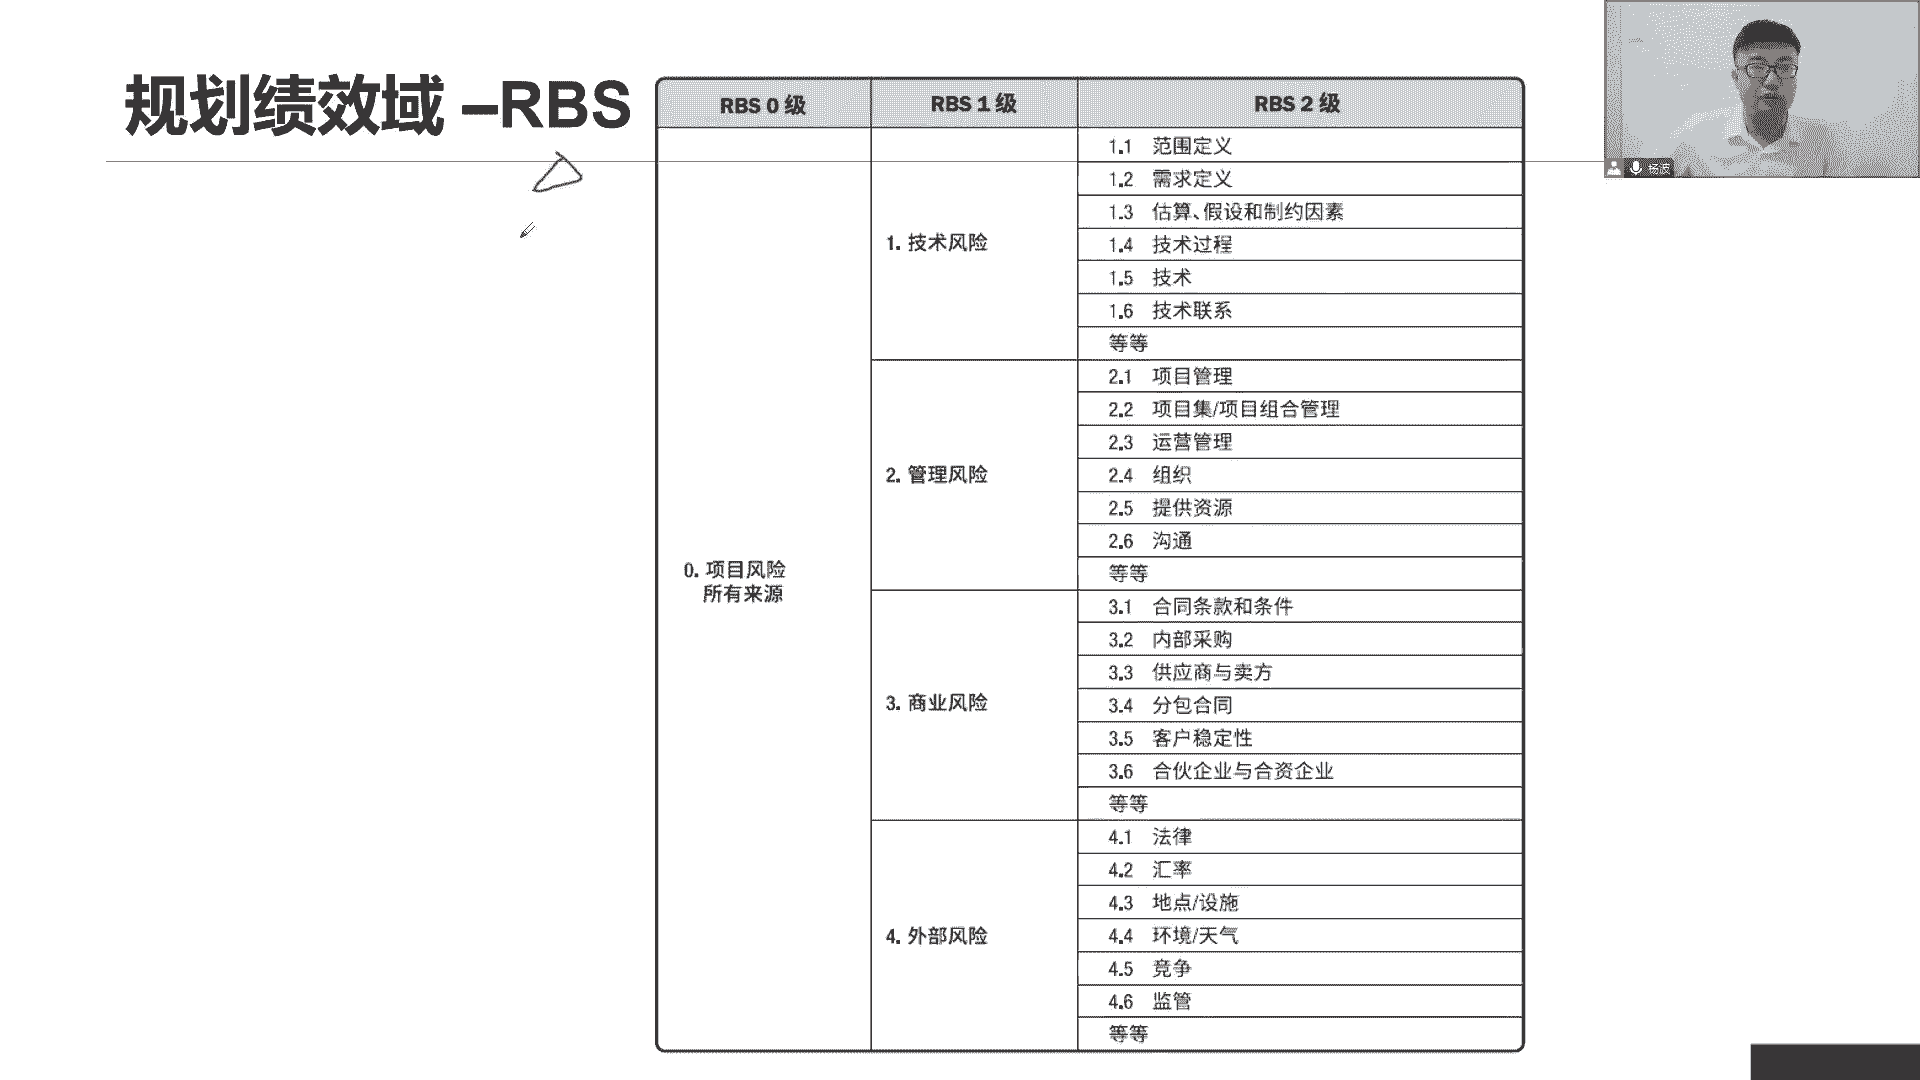 规划绩效域 –RBS
RBS 0 级
RBS 1 级
RBS 2 级
0. 项目风险
所有来源
1. 技术风险
1.1 范围定义
1.2 需求定义
1.3 估算、假设和制约因素
1.4 技术过程
1.5 技术
1.6 技术联系
等等
2. 管理风险
2.1 项目管理
2.2 项目集/项目组合管理
2.3 运营管理
2.4 组织
2.5 提供资源
2.6 沟通
等等
3. 商业风险
3.1 合同条款和条件
3.2 内部采购
3.3 供应商与卖方
3.4 分包合同
3.5 客户稳定性
3.6 合伙企业与合资企业
等等
4. 外部风险
4.1 法律
4.2 汇率
4.3 地点/设施
4.4 环境/天气
4.5 竞争
4.6 监管
等等
杨波